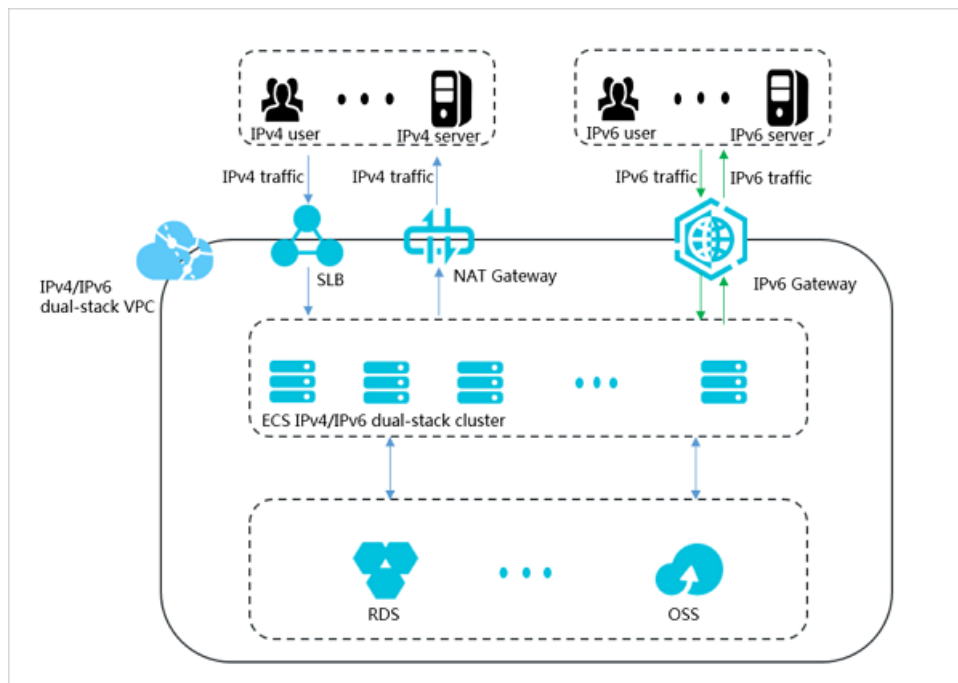 IPv4 user
IPv4 server
IPv6 user
IPv6 server
IPv4 traffic
IPv4 traffic
IPv6 traffic
IPv6 traffic
IPv4/IPv6
dual-stack VPC
SLB
NAT Gateway
IPv6 Gateway
ECS IPv4/IPv6 dual-stack cluster
RDS
OSS